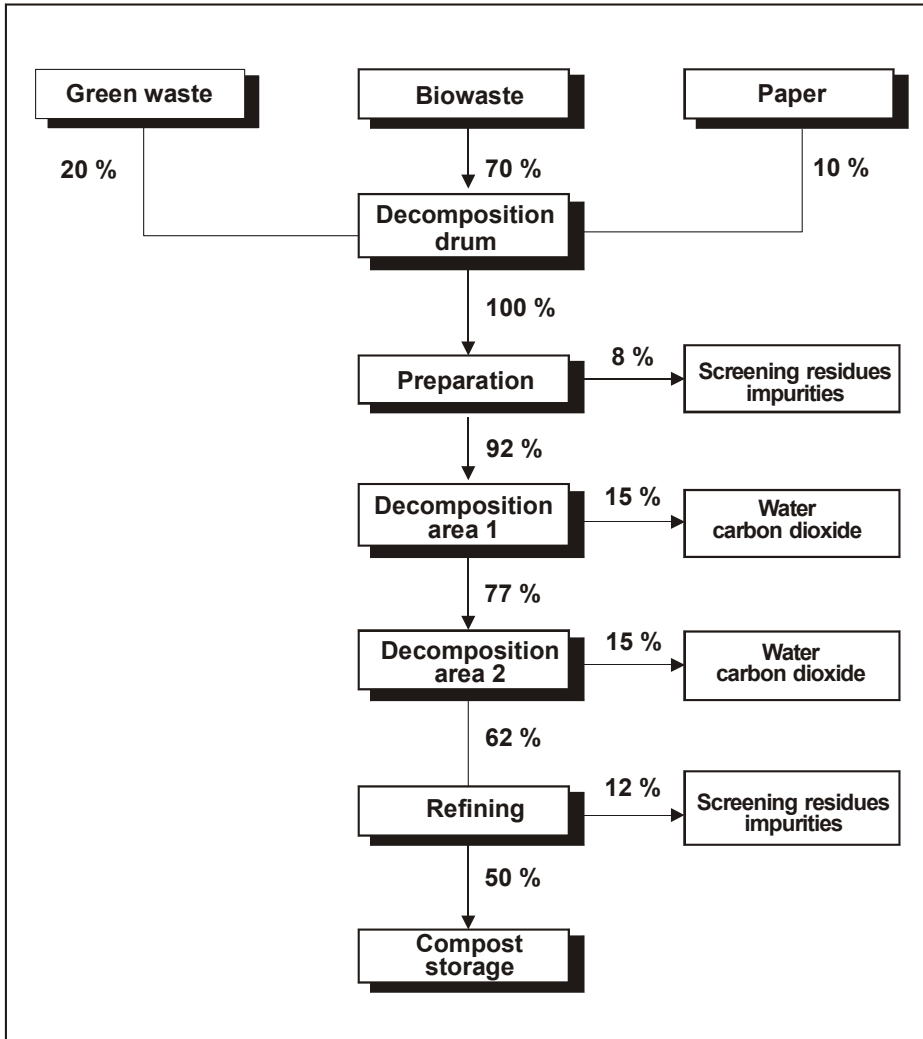 Green waste
Biowaste
Paper
20 %
70 %
10 %
Decomposition
drum
100 %
Preparation
8 %
Screening residues
impurities
92 %
Decomposition
area 1
15 %
Water
carbon dioxide
77 %
Decomposition
area 2
15 %
Water
carbon dioxide
62 %
Refining
12 %
Screening residues
impurities
50 %
Compost
storage